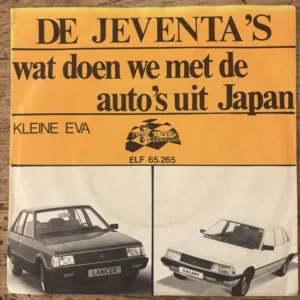 DE JEVENTA'S
wat doen we met de
auto's uit Japan
KLEINE EVA
ELF 65.265
LANCER
GALANT